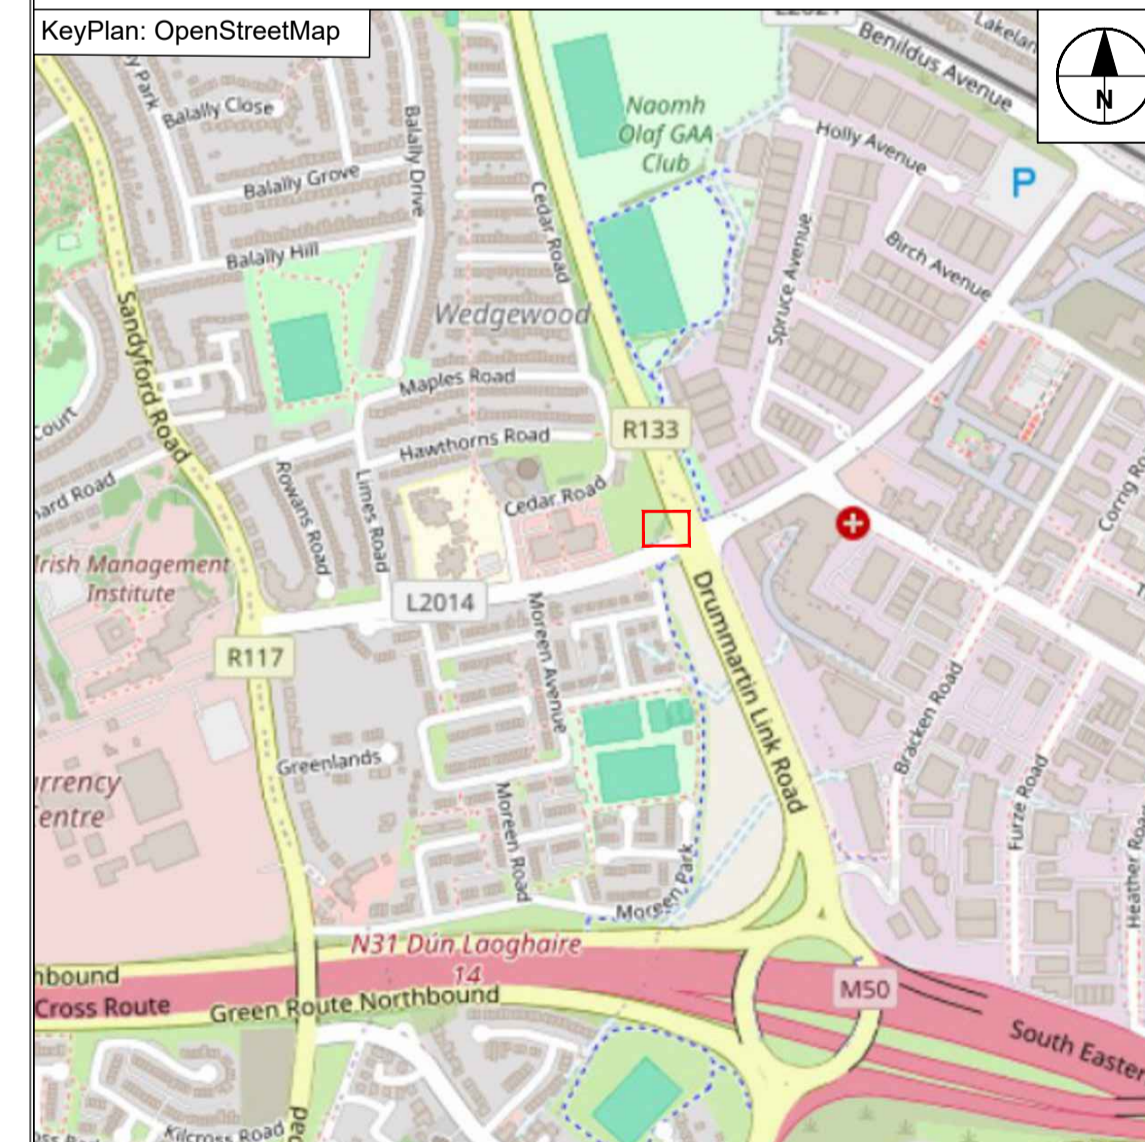 KeyPlan: OpenStreetMap
N
Benildus Avenue
Naomh
Olaf GAA
Club
Holly Avenue
P
Balally Close
Balally Drive
Balally Grove
Cedar Road
Birch Avenue
Spruce Avenue
Balally Hill
Wedgewood
Sandyford Road
Maples Road
R133
Hawthorns Road
Court
Rowans Road
Limes Road
Cedar Road
Irish Management
Institute
L2014
Moreen Avenue
Drummartin Link Road
R117
Bracken Road
Greenlands
Moreen Road
Furze Road
Moreen Park
N31 Dún Laoghaire
14
Cross Route
Green Route Northbound
M50
Kilcross Road